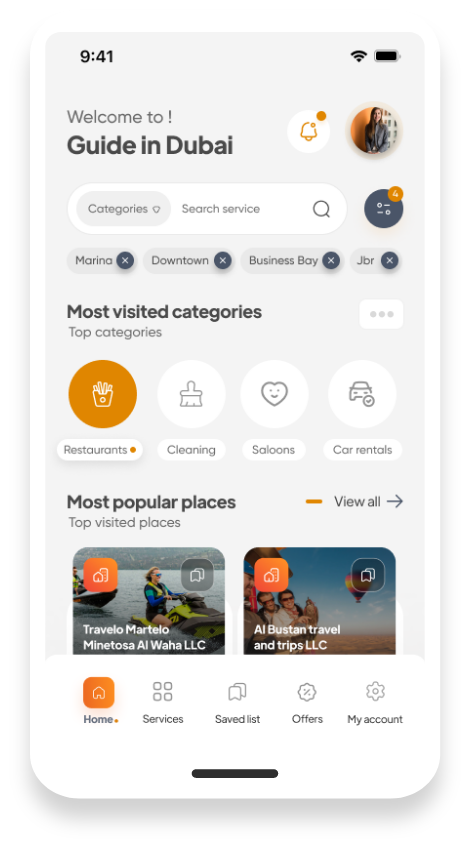 9:41
Welcome to !
Guide in Dubai
4
Categories
Search service
Marina
Downtown
Business Bay
Jbr
Most visited categories
Top categories
Restaurants
Cleaning
Saloons
Car rentals
Most popular places
View all
Top visited places
Travelo Martelo
Minetosa Al Waha LLC
Al Bustan travel
and trips LLC
Home
Services
Saved list
Offers
My account